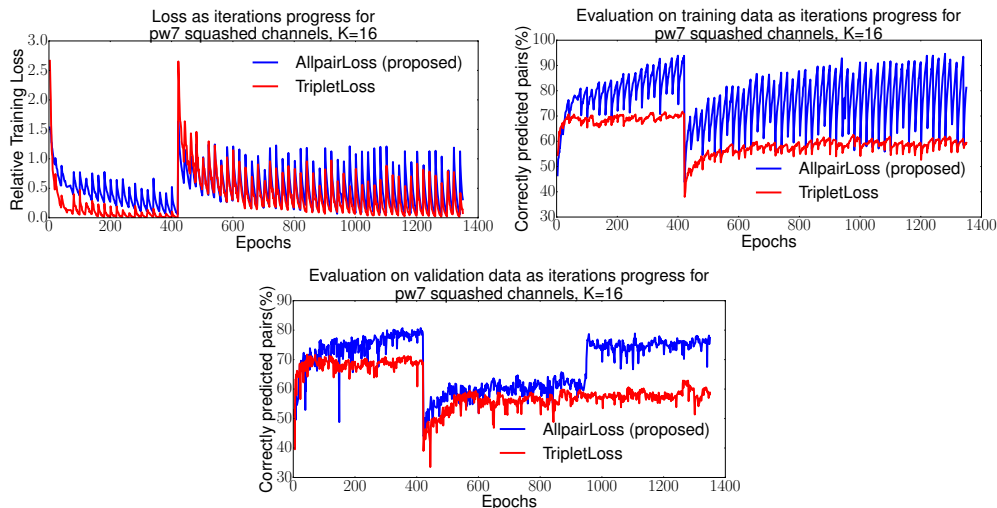 Loss as iterations progress for
pw7 squashed channels, K=16
3.0
2.5
2.0
1.5
1.0
0.5
0.0
Relative Training Loss
AllpairLoss (proposed)
TripletLoss
0 200 400 600 800 1000 1200 1400
Epochs
Evaluation on training data as iterations progress for
pw7 squashed channels, K=16
100
90
80
70
60
50
40
30
Correctly predicted pairs(%)
AllpairLoss (proposed)
TripletLoss
0 200 400 600 800 1000 1200 1400
Epochs
Evaluation on validation data as iterations progress for
pw7 squashed channels, K=16
90
80
70
60
50
40
30
Correctly predicted pairs(%)
AllpairLoss (proposed)
TripletLoss
0 200 400 600 800 1000 1200 1400
Epochs